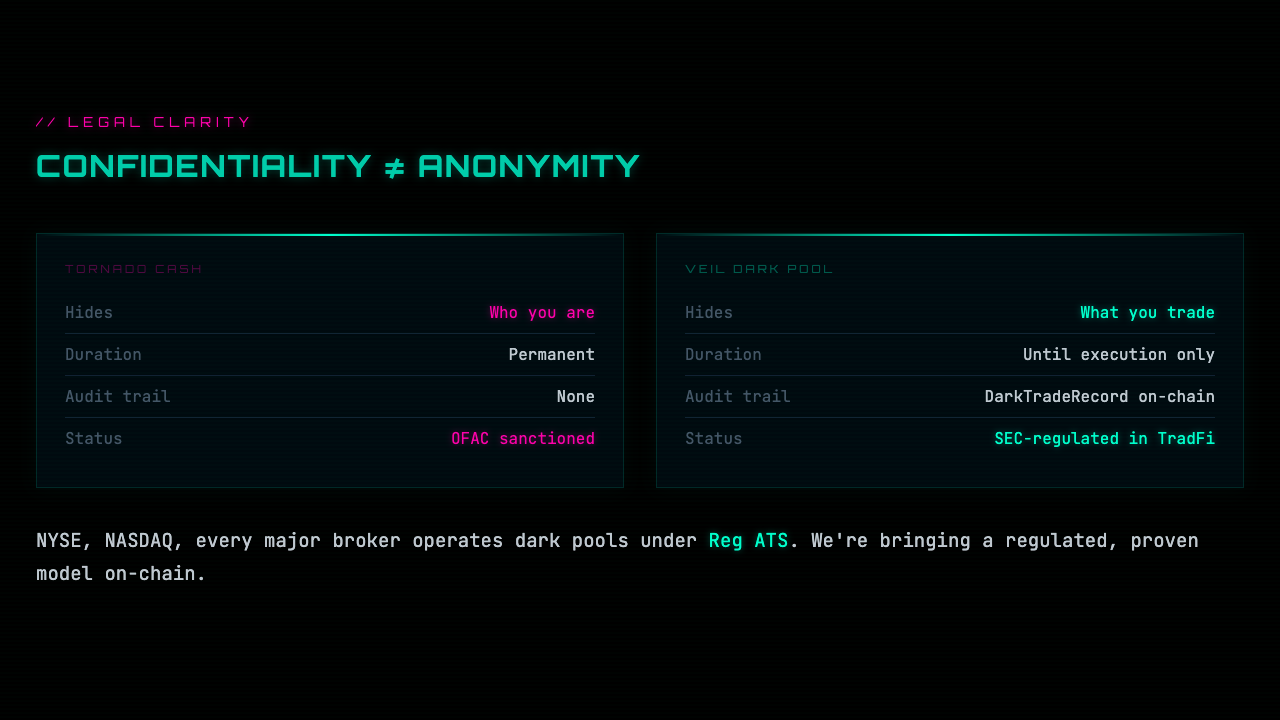 // LEGAL CLARITY
CONFIDENTIALITY ≠ ANONYMITY
TORNADO CASH
Hides Who you are
Duration Permanent
Audit trail None
Status OFAC sanctioned
VEIL DARK POOL
Hides What you trade
Duration Until execution only
Audit trail DarkTradeRecord on-chain
Status SEC-regulated in TradFi
NYSE, NASDAQ, every major broker operates dark pools under Reg ATS. We're bringing a regulated, proven
model on-chain.